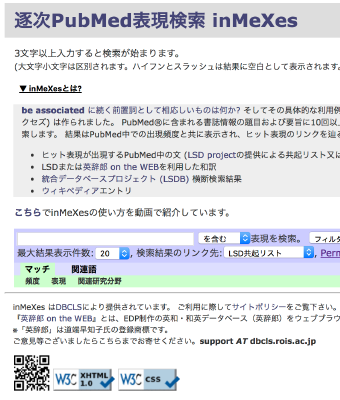 逐次PubMed表現検索 inMeXes
3文字以上入力すると検索が始まります。
(大文字小文字は区別されます。ハイフンとスラッシュは結果に空白として表示されます。
▼ inMeXesとは?
be associated に続く前置詞として相応しいものは何か? そしてその具体的な利用例
クセズ) は作られました。 PubMed®に含まれる書誌情報の題目および要旨に10回以上
索します。 結果はPubMed中での出現頻度と共に表示され、ヒット表現のリンクを辿る
• ヒット表現が出現するPubMed中の文 (LSD projectの提供による共起リスト又は
• LSDまたは英辞郎 on the WEBを利用した和訳
• 統合データベースプロジェクト (LSDB) 横断検索結果
• ウィキペディアエントリ
こちらでinMeXesの使い方を動画で紹介しています。
を含む 表現を検索。 フィルタ
最大結果表示件数: 20 , 検索結果のリンク先: LSD共起リスト , Perm
マッチ 関連語
頻度 表現 関連研究分野
inMeXes はDBCLSにより提供されています。 ご利用に際してサイトポリシーをご覧下さい。
『英辞郎 on the WEB』とは、EDP制作の英和・和英データベース（英辞郎）をウェブブラウ
※「英辞郎」は道端早知子氏の登録商標です。
ご意見等ございましたらこちらまでお寄せください。support AT dbcls.rois.ac.jp
W3C XHTML 1.0
W3C CSS